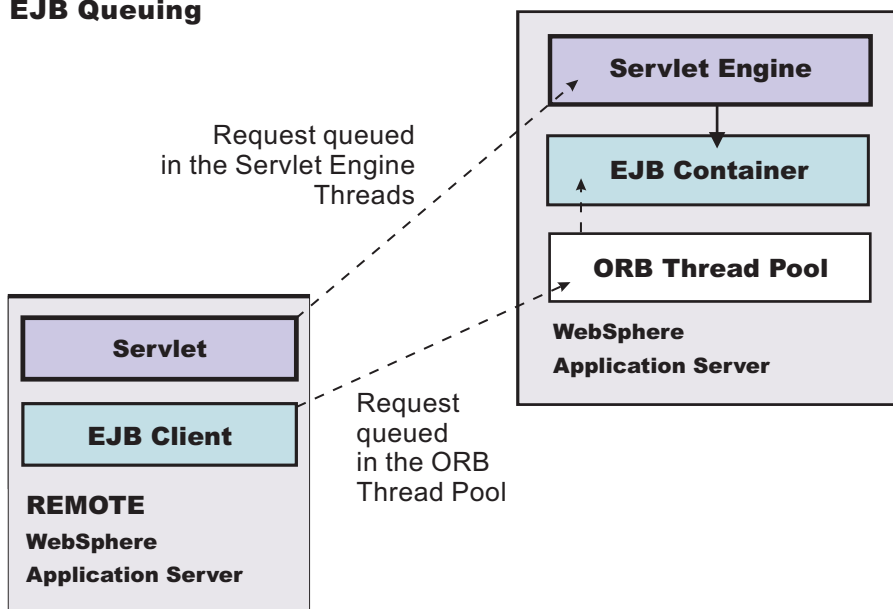 EJB Queuing
Servlet Engine
Request queued
in the Servlet Engine
Threads
EJB Container
ORB Thread Pool
WebSphere
Application Server
Servlet
EJB Client
Request
queued
in the ORB
Thread Pool
REMOTE
WebSphere
Application Server